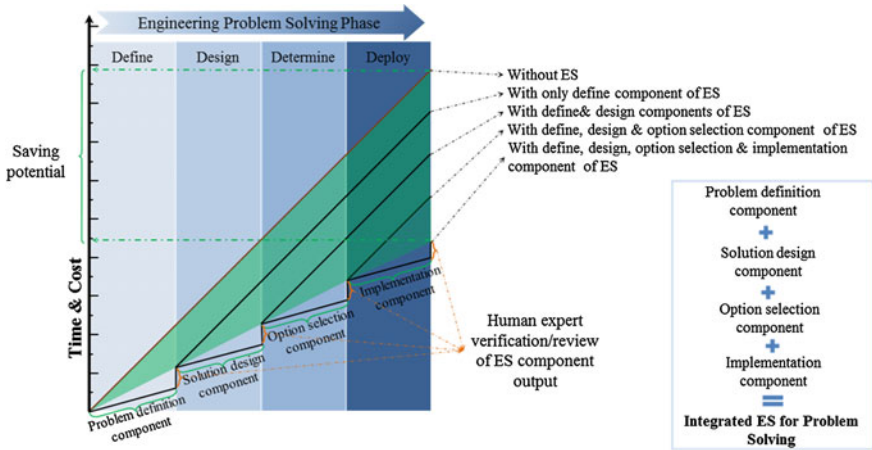 Engineering Problem Solving Phase
Define
Design
Determine
Deploy
Without ES
With only define component of ES
With define& design components of ES
With define, design & option selection component of ES
With define, design, option selection & implementation
component of ES
Saving
potential
Time & Cost
Problem definition
component
Solution design
component
Option selection
component
Implementation
component
Human expert
verification/review
of ES component
output
Problem definition
component
+
Solution design
component
+
Option selection
component
+
Implementation
component
=
Integrated ES for Problem
Solving